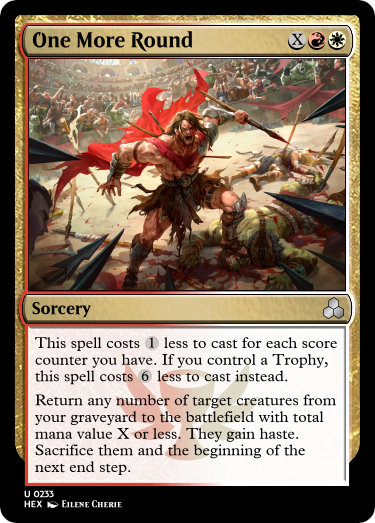 One More Round X
Sorcery
This spell costs 1 less to cast for each score
counter you have. If you control a Trophy,
this spell costs 6 less to cast instead.
Return any number of target creatures from
your graveyard to the battlefield with total
mana value X or less. They gain haste.
Sacrifice them and the beginning of the
next end step.
U 0233
HEX Eilene Cherie